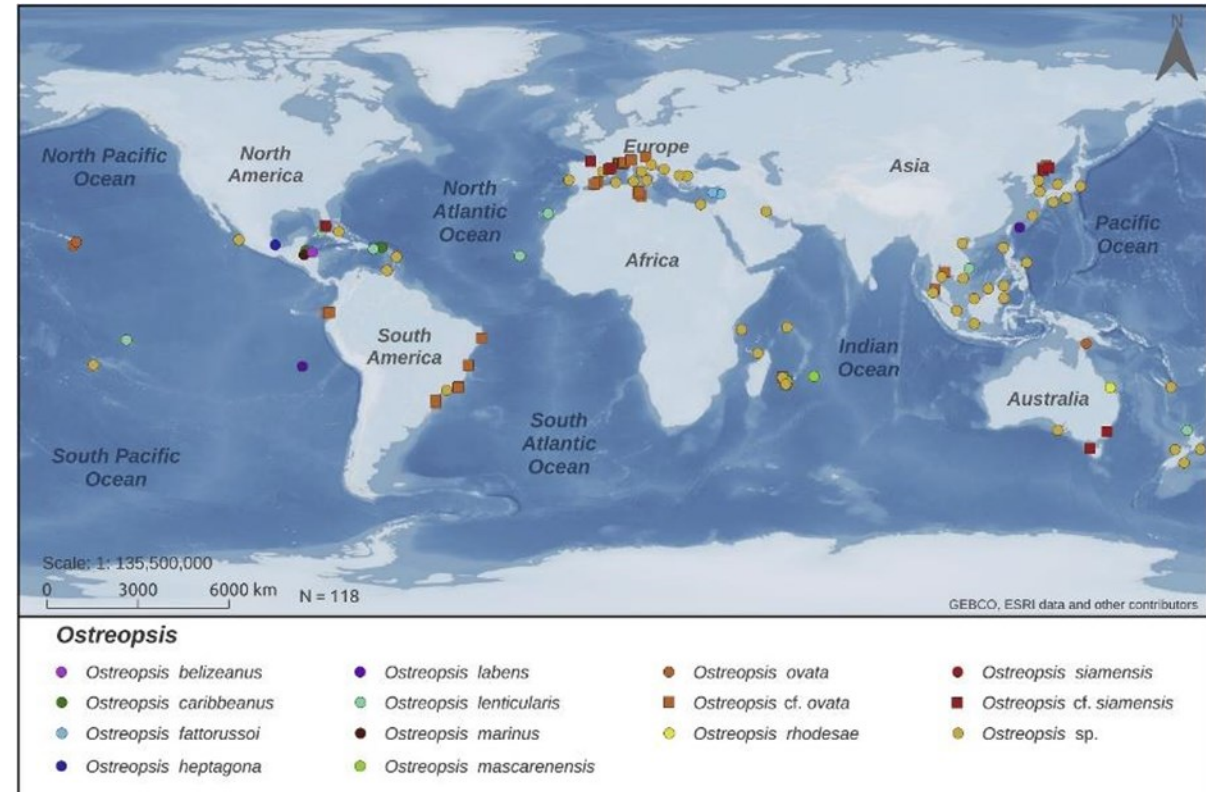 N
North Pacific
Ocean
North
America
North
Atlantic
Ocean
Europe
Asia
Pacific
Ocean
Africa
South
America
Indian
Ocean
Australia
South
Atlantic
Ocean
South Pacific
Ocean
Scale: 1: 135,500,000
0 3000 6000 km N = 118
GEBCO, ESRI data and other contributors
Ostreopsis
Ostreopsis belizeanus Ostreopsis labens Ostreopsis ovata Ostreopsis siamensis
Ostreopsis caribbeanus Ostreopsis lenticularis Ostreopsis cf. ovata Ostreopsis cf. siamensis
Ostreopsis fattorussoi Ostreopsis marinus Ostreopsis rhodesae Ostreopsis sp.
Ostreopsis heptagona Ostreopsis mascarenensis